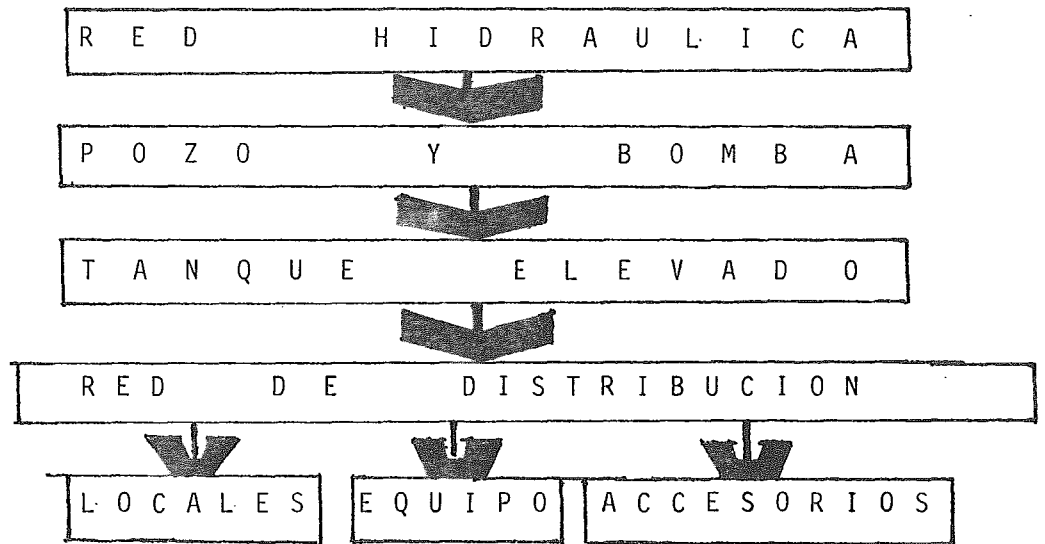 RED HIDRAULICA
POZO Y BOMBA
TANQUE ELEVADO
RED DE DISTRIBUCION
LOCALES EQUIPO ACCESORIOS